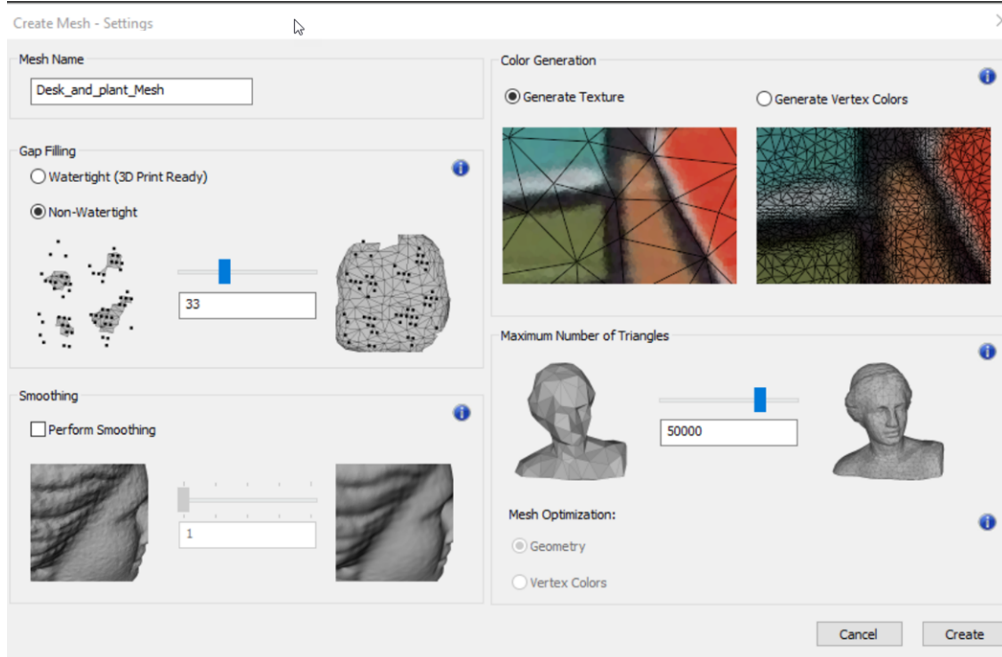 Create Mesh - Settings
Mesh Name
Desk_and_plant_Mesh
Gap Filling
Watertight (3D Print Ready)
Non-Watertight
33
Smoothing
Perform Smoothing
1
Color Generation
Generate Texture
Generate Vertex Colors
Maximum Number of Triangles
50000
Mesh Optimization:
Geometry
Vertex Colors
Cancel
Create